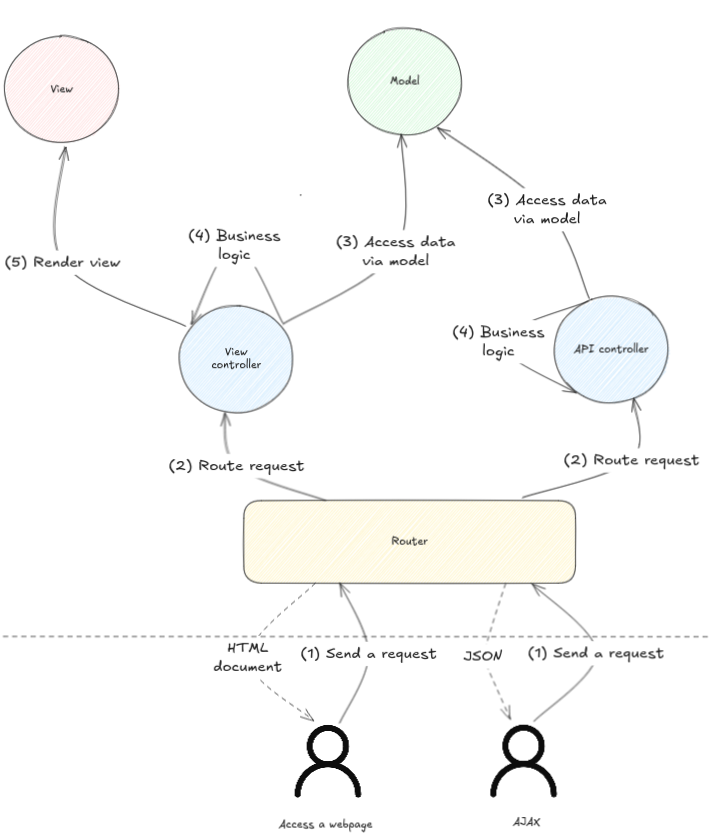 View
Model
(3) Access data
via model
(4) Business
logic
(3) Access data
via model
(5) Render view
(4) Business
logic
View
controller
API controller
(2) Route request
(2) Route request
Router
HTML
document
(1) Send a request
JSON
(1) Send a request
Access a webpage
AJAX